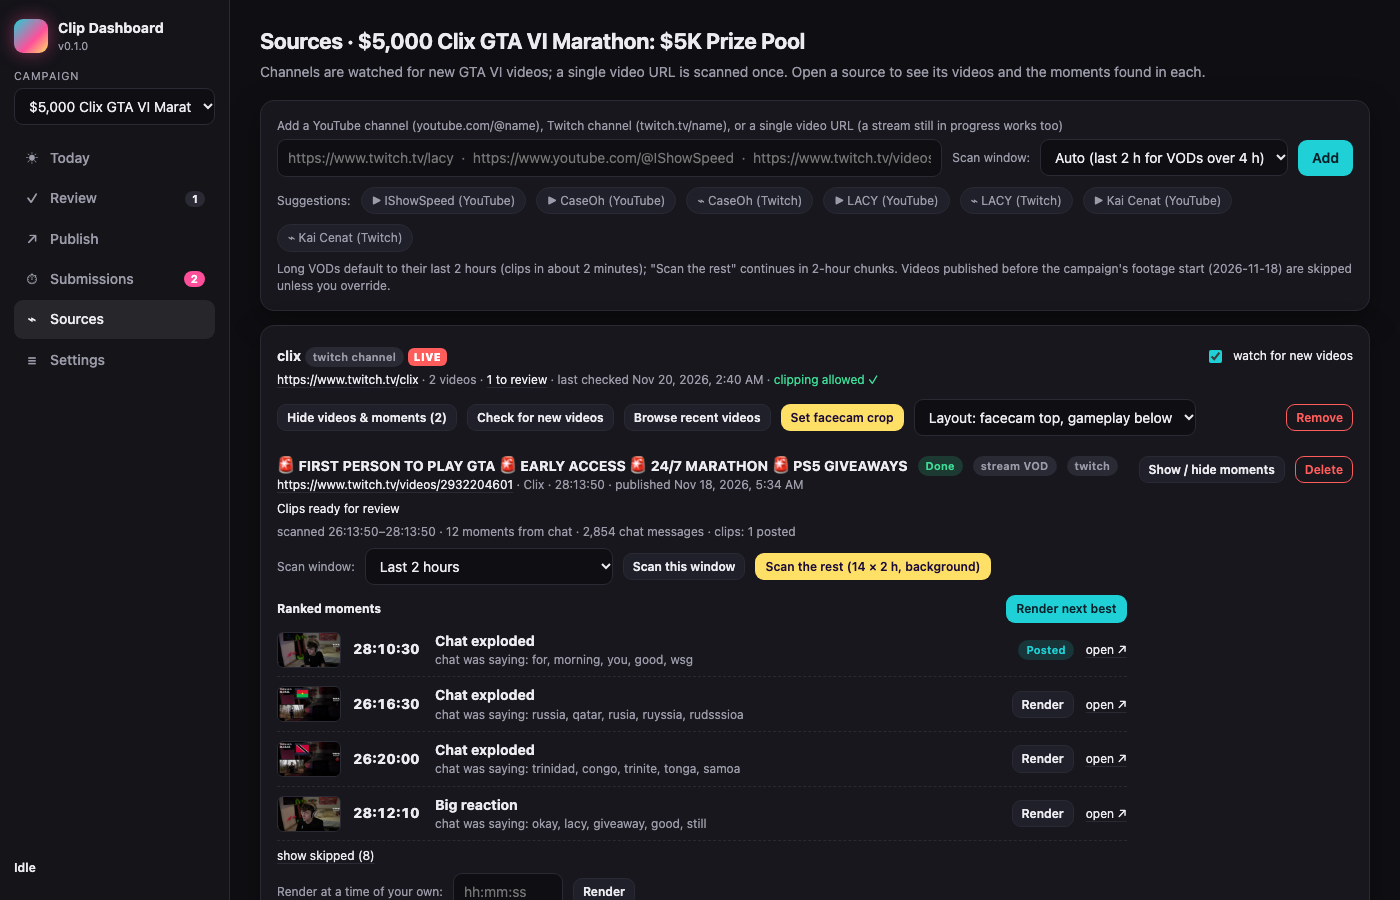 Clip Dashboard
v0.1.0
CAMPAIGN
$5,000 Clix GTA VI Marat
Today
Review 1
Publish
Submissions 2
Sources
Settings
Idle
Sources · $5,000 Clix GTA VI Marathon: $5K Prize Pool
Channels are watched for new GTA VI videos; a single video URL is scanned once. Open a source to see its videos and the moments found in each.
Add a YouTube channel (youtube.com/@name), Twitch channel (twitch.tv/name), or a single video URL (a stream still in progress works too)
https://www.twitch.tv/lacy · https://www.youtube.com/@IShowSpeed · https://www.twitch.tv/videos Scan window: Auto (last 2 h for VODs over 4 h) Add
Suggestions: ▶ IShowSpeed (YouTube) ▶ CaseOh (YouTube) ⌁ CaseOh (Twitch) ▶ LACY (YouTube) ⌁ LACY (Twitch) ▶ Kai Cenat (YouTube)
⌁ Kai Cenat (Twitch)
Long VODs default to their last 2 hours (clips in about 2 minutes); "Scan the rest" continues in 2-hour chunks. Videos published before the campaign's footage start (2026-11-18) are skipped
unless you override.
clix twitch channel LIVE watch for new videos
https://www.twitch.tv/clix · 2 videos · 1 to review · last checked Nov 20, 2026, 2:40 AM · clipping allowed ✓
Hide videos & moments (2) Check for new videos Browse recent videos Set facecam crop Layout: facecam top, gameplay below Remove
🚨 FIRST PERSON TO PLAY GTA 🚨 EARLY ACCESS 🚨 24/7 MARATHON 🚨 PS5 GIVEAWAYS Done stream VOD twitch Show / hide moments Delete
https://www.twitch.tv/videos/2932204601 · Clix · 28:13:50 · published Nov 18, 2026, 5:34 AM
Clips ready for review
scanned 26:13:50–28:13:50 · 12 moments from chat · 2,854 chat messages · clips: 1 posted
Scan window: Last 2 hours Scan this window Scan the rest (14 × 2 h, background)
Ranked moments Render next best
28:10:30 Chat exploded Posted open ↗
chat was saying: for, morning, you, good, wsg
26:16:30 Chat exploded Render open ↗
chat was saying: russia, qatar, rusia, ruyssia, rudsssioa
26:20:00 Chat exploded Render open ↗
chat was saying: trinidad, congo, trinite, tonga, samoa
28:12:10 Big reaction Render open ↗
chat was saying: okay, lacy, giveaway, good, still
show skipped (8)
Render at a time of your own: hh:mm:ss Render